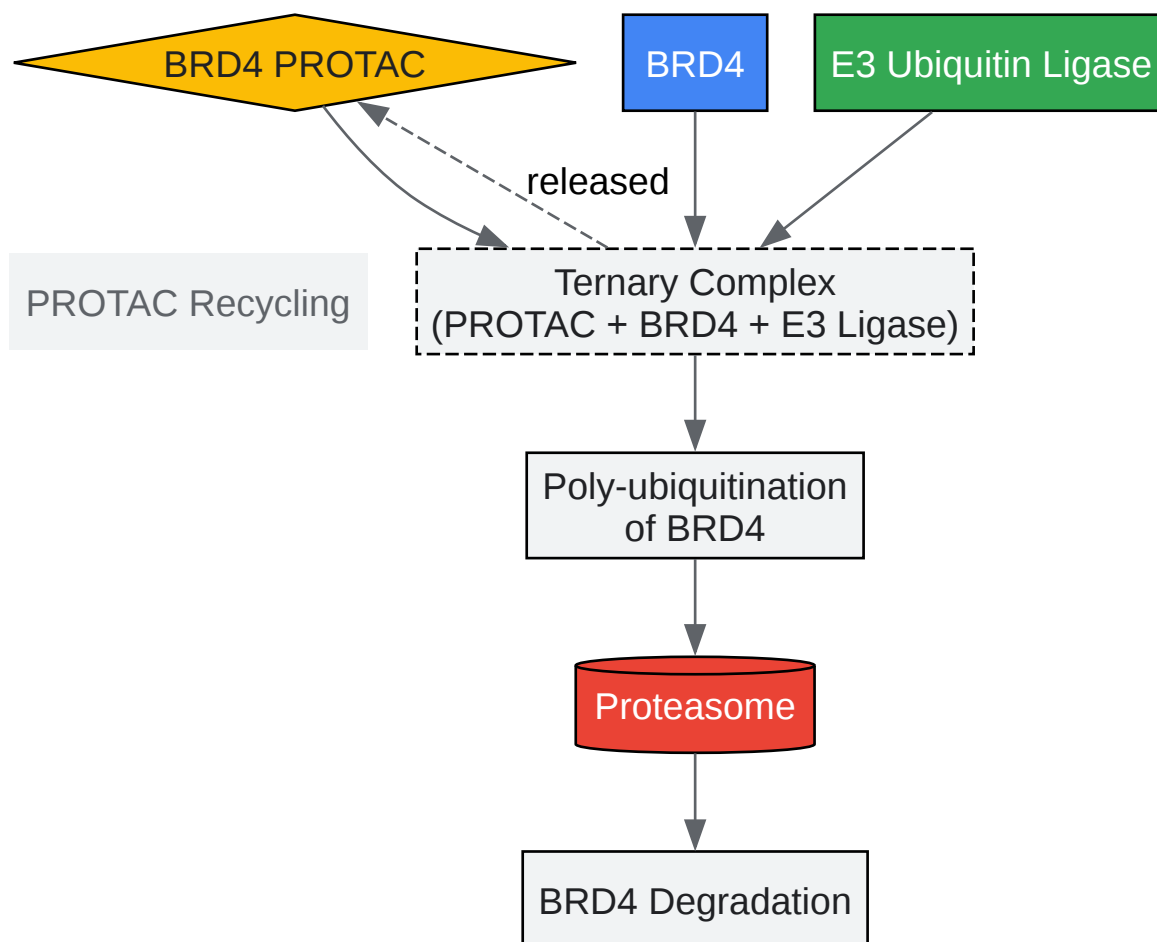 BRD4 PROTAC
BRD4
E3 Ubiquitin Ligase
released
PROTAC Recycling
Ternary Complex
(PROTAC + BRD4 + E3 Ligase)
Poly-ubiquitination
of BRD4
Proteasome
BRD4 Degradation